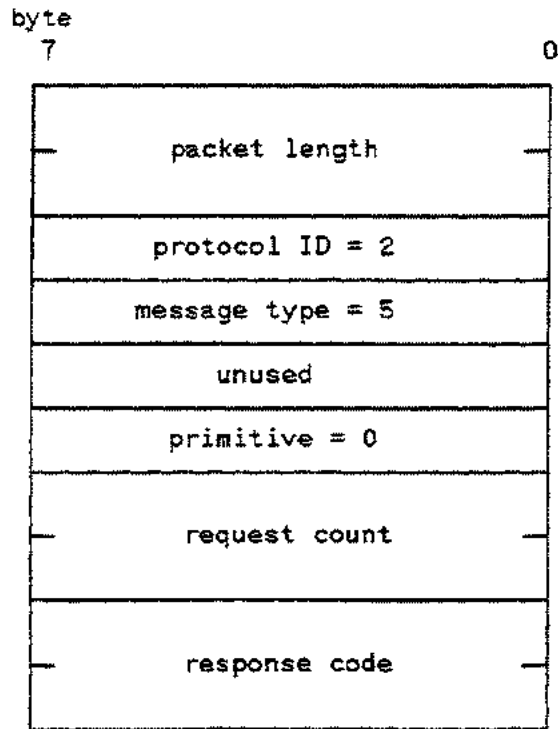 byte
7 0
packet length
protocol ID = 2
message type = 5
unused
primitive = 0
request count
response code